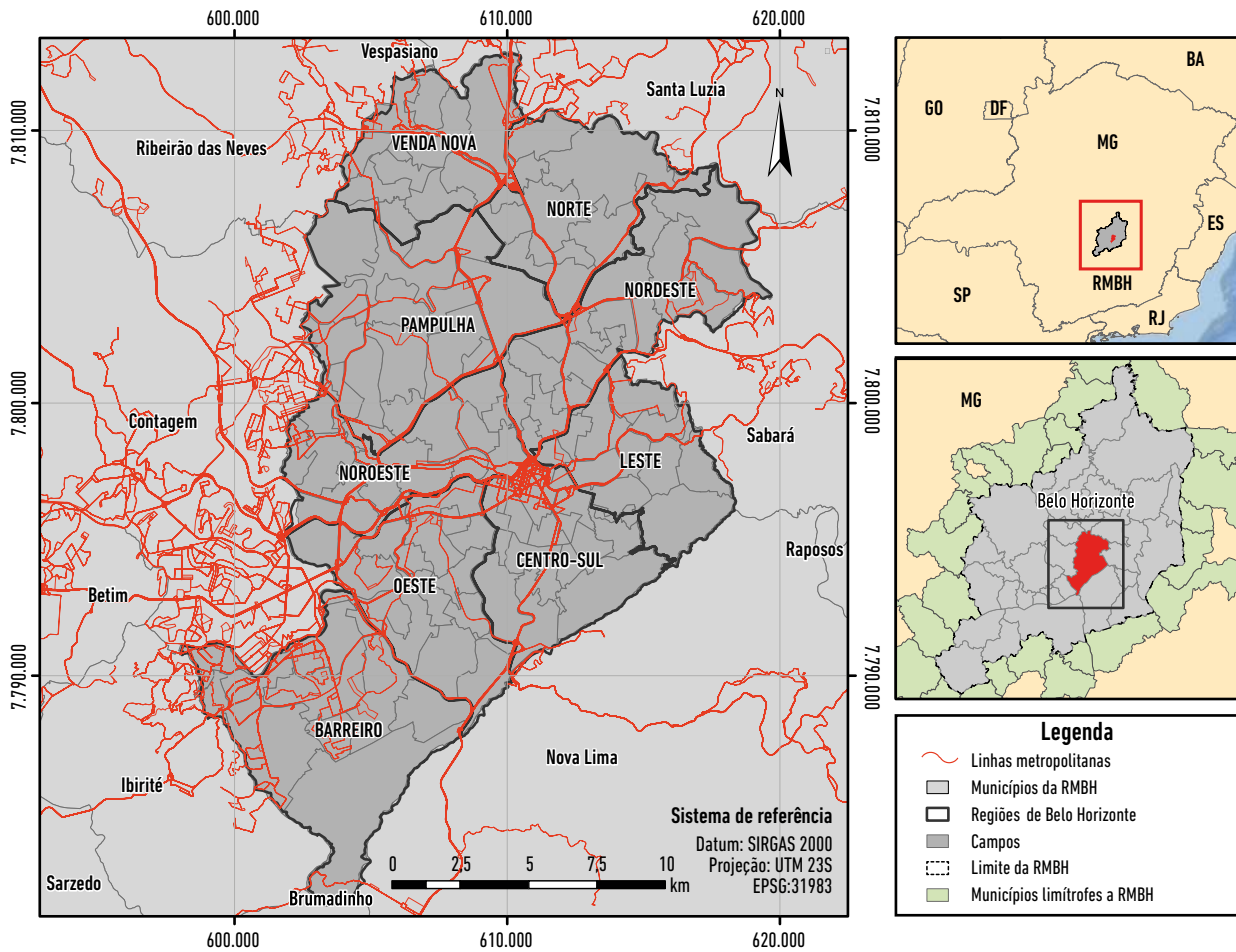 600.000
610.000
620.000
7.810.000
7.800.000
7.790.000
Vespasiano
Santa Luzia
N
Ribeirão das Neves
VENDA NOVA
NORTE
NORDESTE
PAMPULHA
Contagem
Sabará
NOROESTE
LESTE
Raposos
CENTRO-SUL
Betim
OESTE
BARREIRO
Nova Lima
Ibirité
Sarzedo
Brumadinho
Sistema de referência
Datum: SIRGAS 2000
Projeção: UTM 23S
EPSG:31983
0
2,5
5
7,5
10
km
600.000
610.000
620.000
7.810.000
7.800.000
7.790.000
BA
GO
DF
MG
ES
RMBH
SP
RJ
MG
Belo Horizonte
Legenda
Linhas metropolitanas
Municípios da RMBH
Regiões de Belo Horizonte
Campos
Limite da RMBH
Municípios limítrofes a RMBH